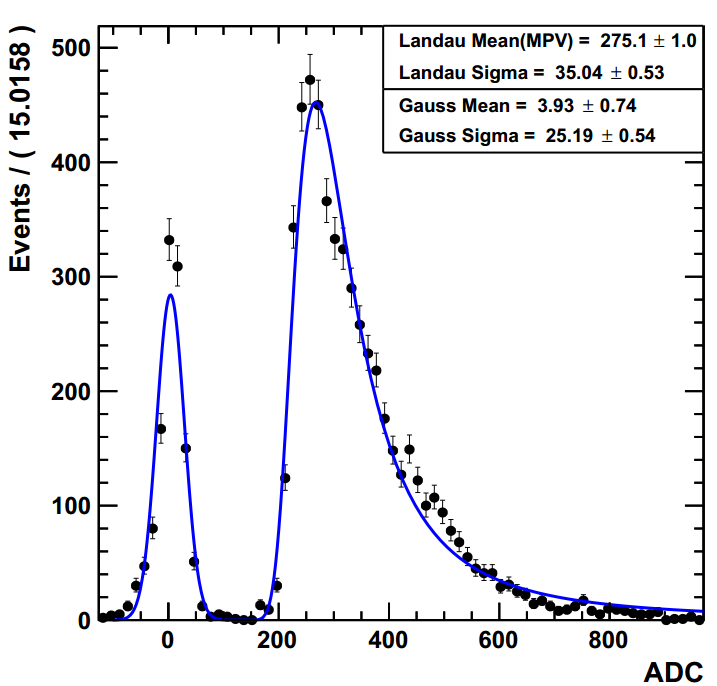 Events / ( 15.0158 )
500
400
300
200
100
0
Landau Mean(MPV) = 275.1 ± 1.0
Landau Sigma = 35.04 ± 0.53
Gauss Mean = 3.93 ± 0.74
Gauss Sigma = 25.19 ± 0.54
0 200 400 600 800
ADC